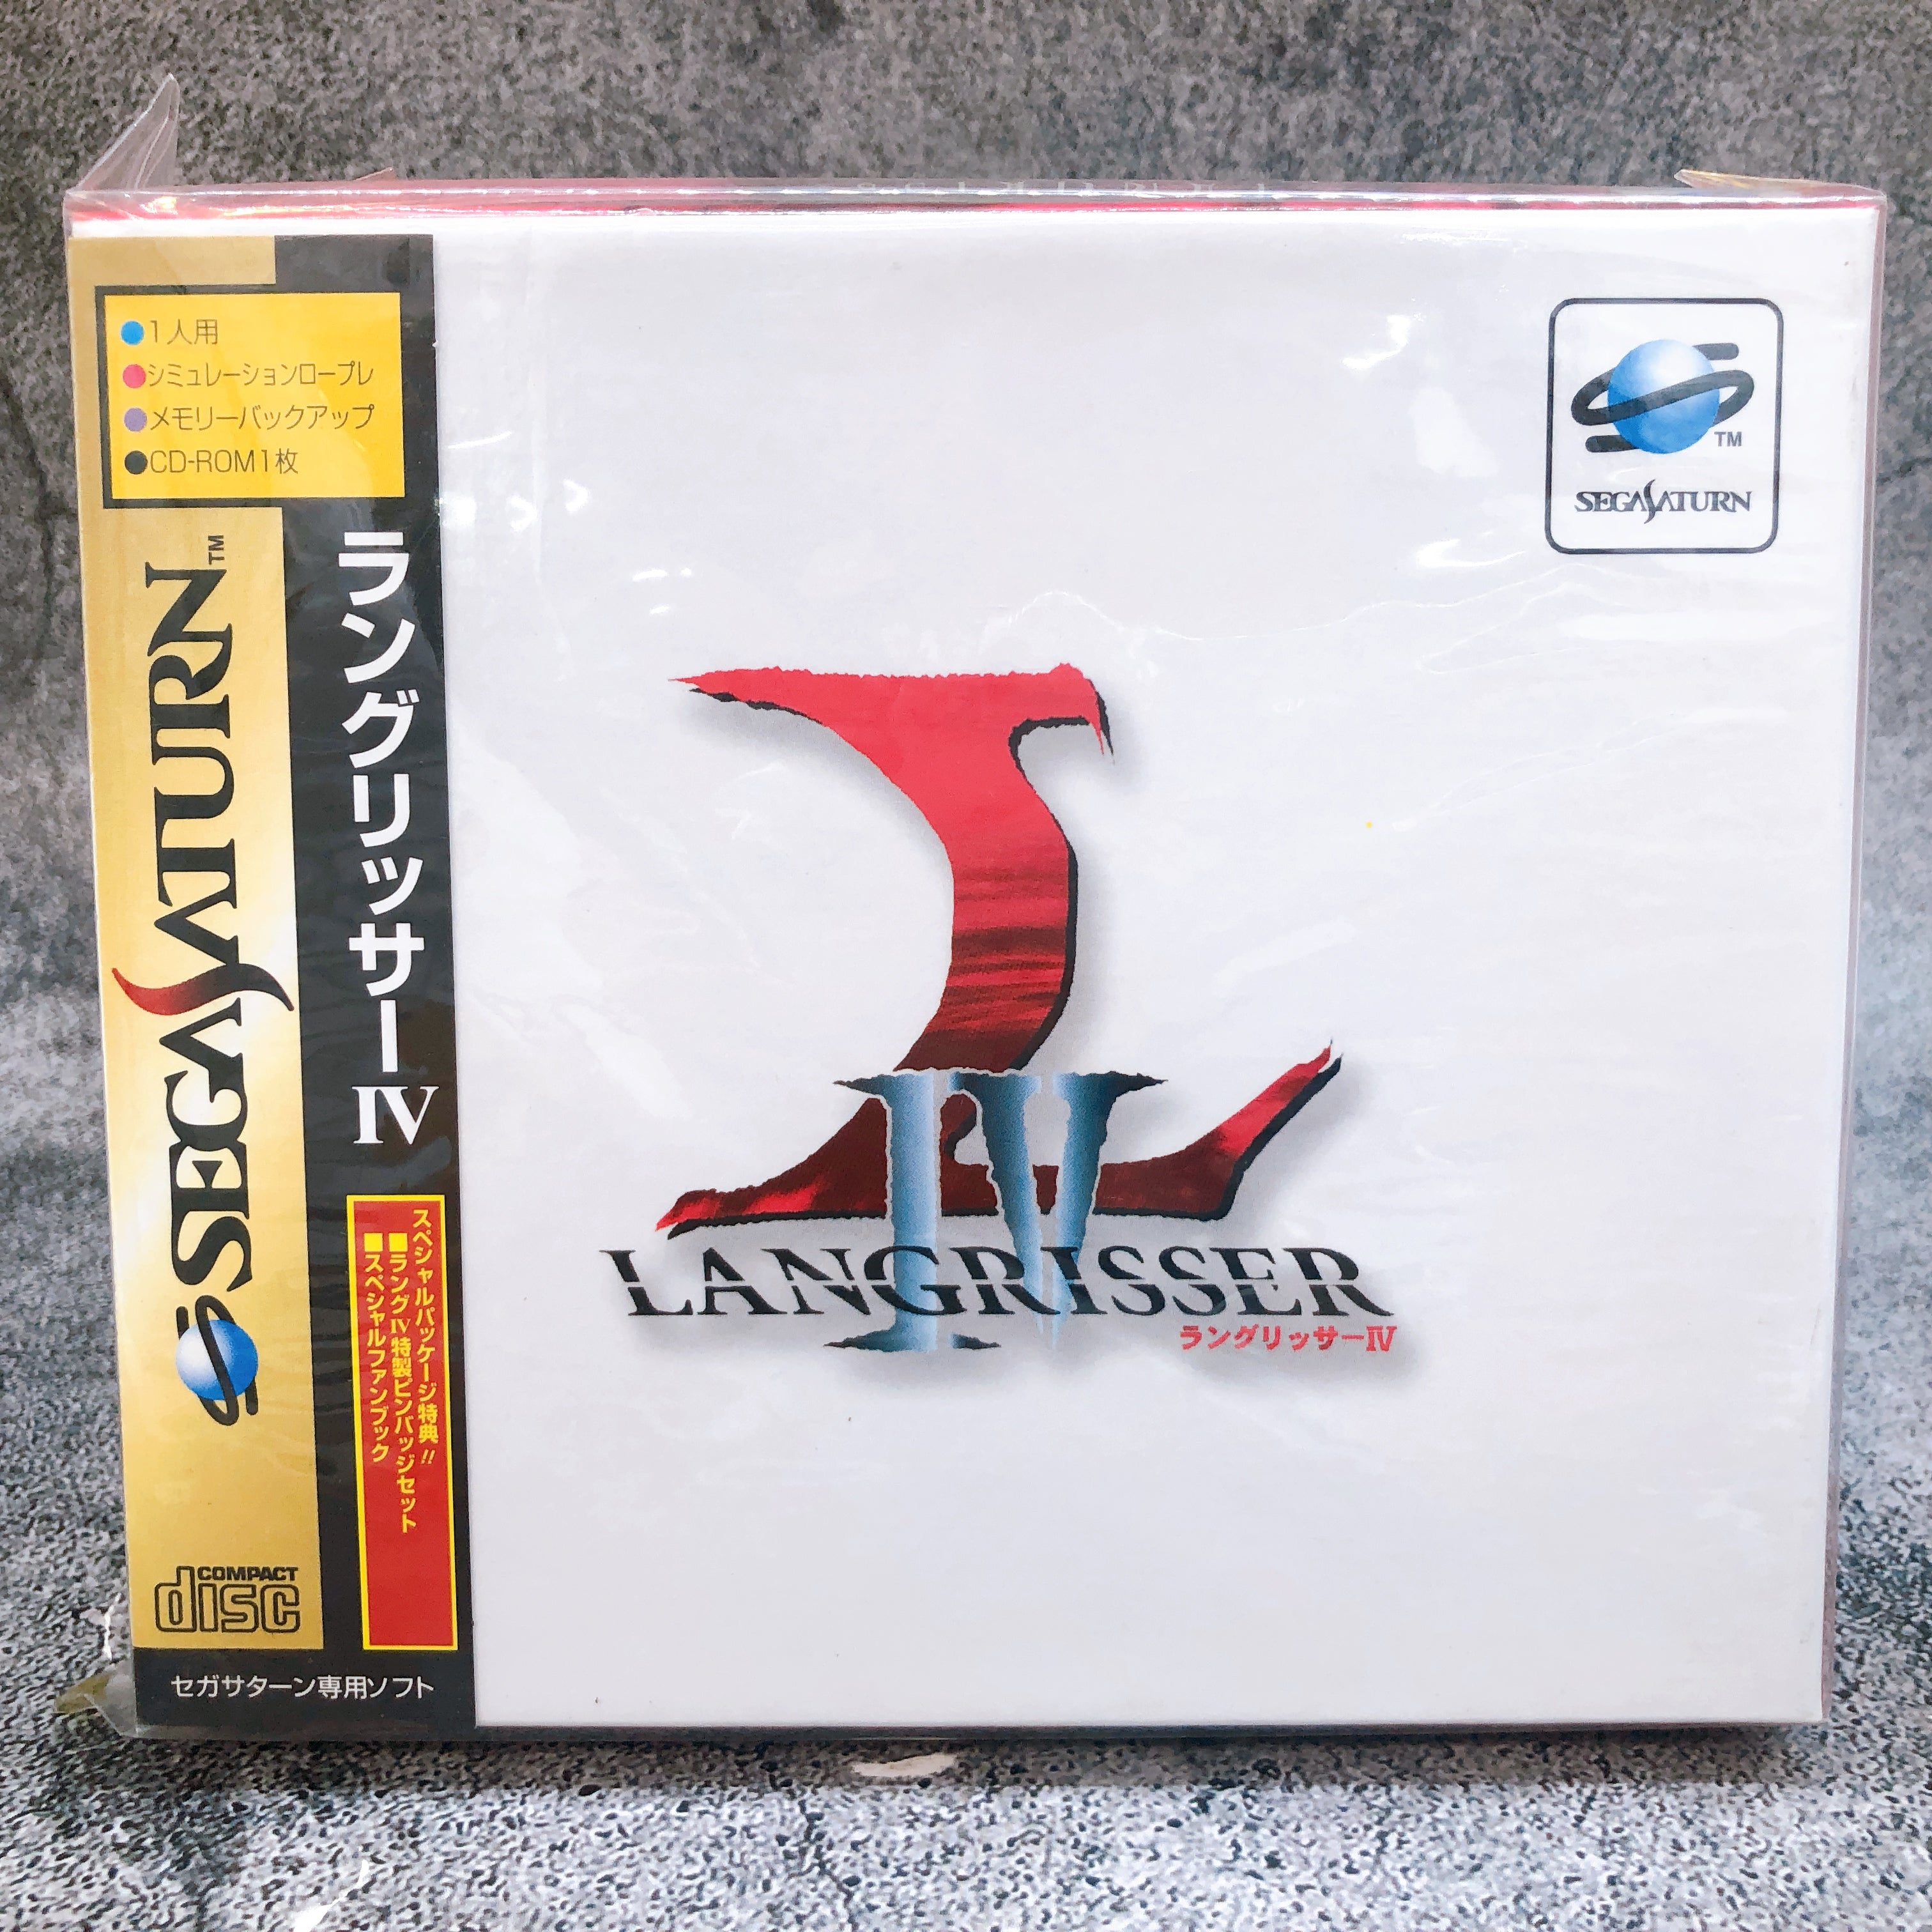 ●1人用
●シミュレーションロープレ
●メモリーバックアップ
●CD-ROM1枚
SEGA SATURN™
ラングリッサーⅣ
スペシャルパッケージ特典!!
■ラングⅣ特製ピンバッジセット
■スペシャルファンブック
COMPACT
disc
セガサターン専用ソフト
TM
SEGA SATURN
L
IV
LANGRISSER
ラングリッサーⅣ